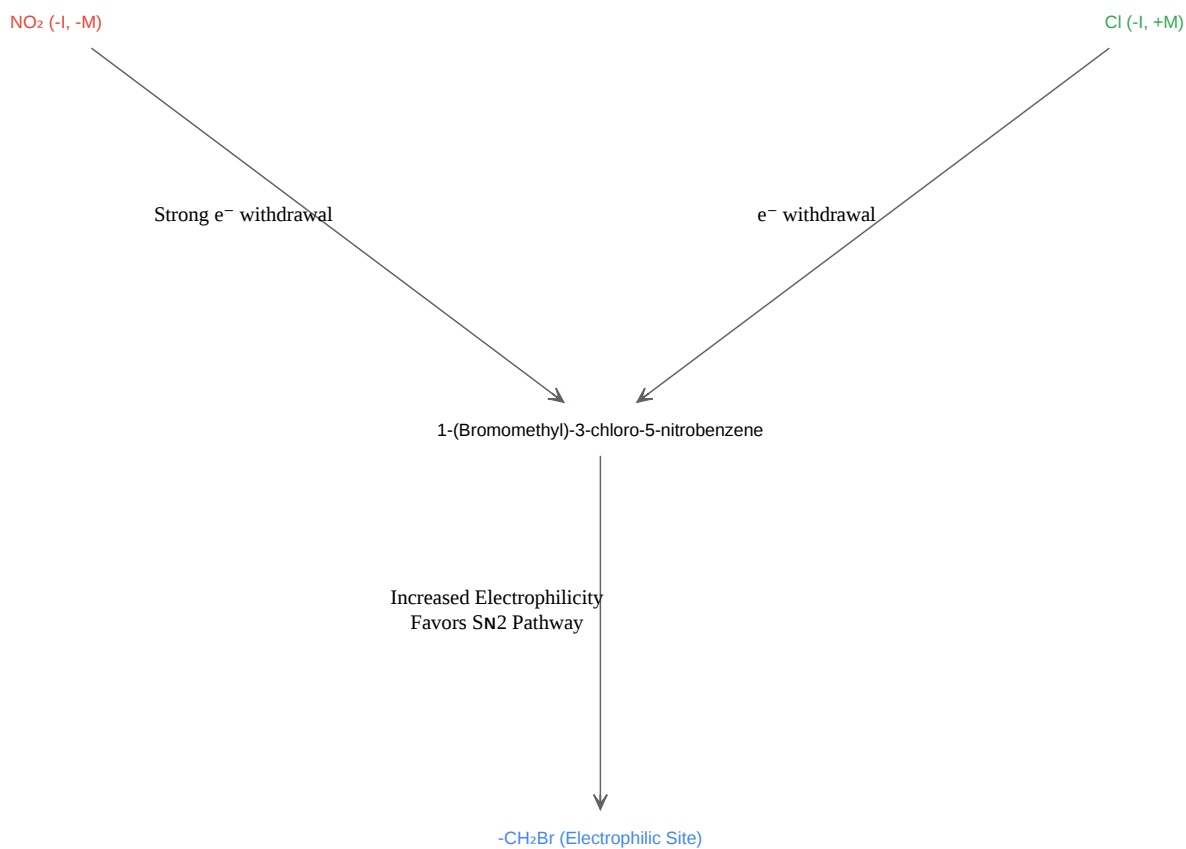 NO₂ (-I, -M)
Cl (-I, +M)
Strong e⁻ withdrawal
e⁻ withdrawal
1-(Bromomethyl)-3-chloro-5-nitrobenzene
Increased Electrophilicity
Favors Sɴ2 Pathway
-CH₂Br (Electrophilic Site)